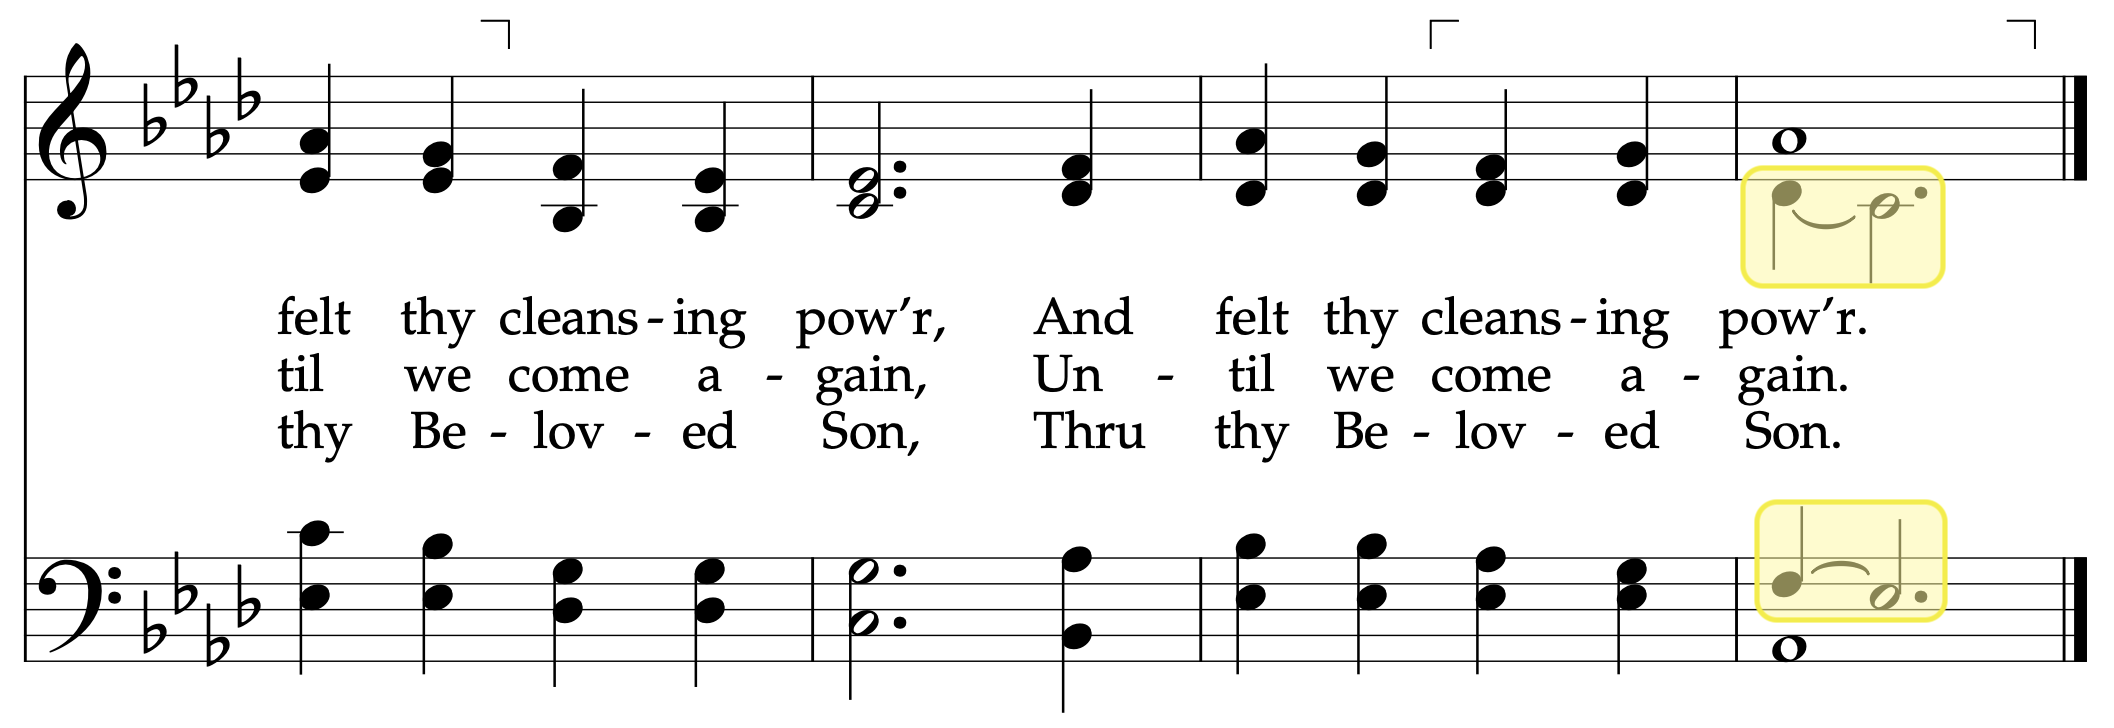 felt thy cleans - ing pow’r, And felt thy cleans - ing pow’r.
til we come a - gain, Un - til we come a - gain.
thy Be - lov - ed Son, Thru thy Be - lov - ed Son.